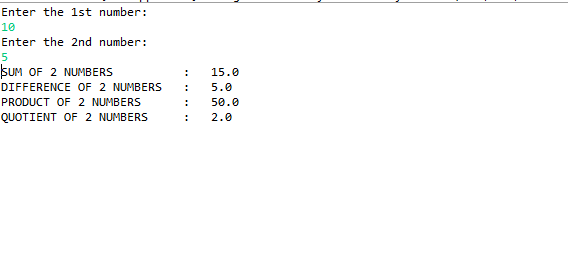 Enter the 1st number:
10
Enter the 2nd number:
5
SUM OF 2 NUMBERS : 15.0
DIFFERENCE OF 2 NUMBERS : 5.0
PRODUCT OF 2 NUMBERS : 50.0
QUOTIENT OF 2 NUMBERS : 2.0